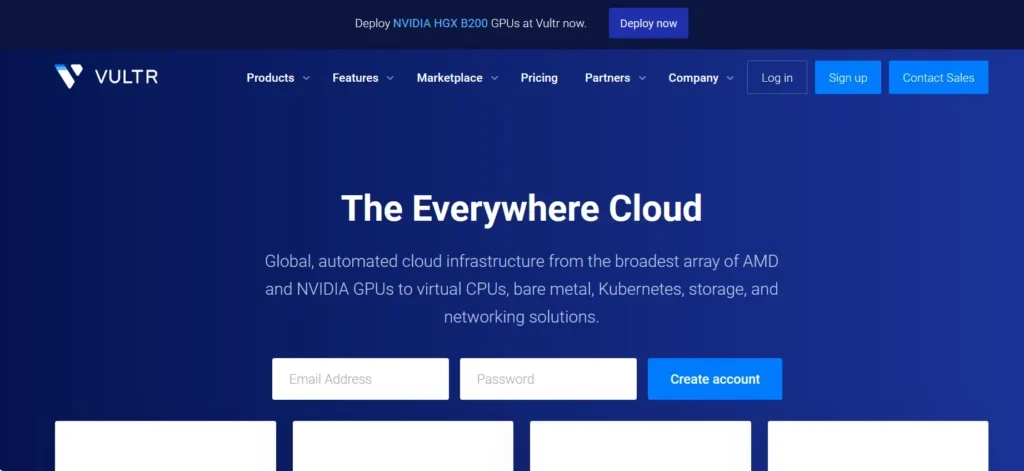 Deploy NVIDIA HGX B200 GPUs at Vultr now. Deploy now
VULTR Products Features Marketplace Pricing Partners Company Log in Sign up Contact Sales
The Everywhere Cloud
Global, automated cloud infrastructure from the broadest array of AMD
and NVIDIA GPUs to virtual CPUs, bare metal, Kubernetes, storage, and
networking solutions.
Email Address Password Create account